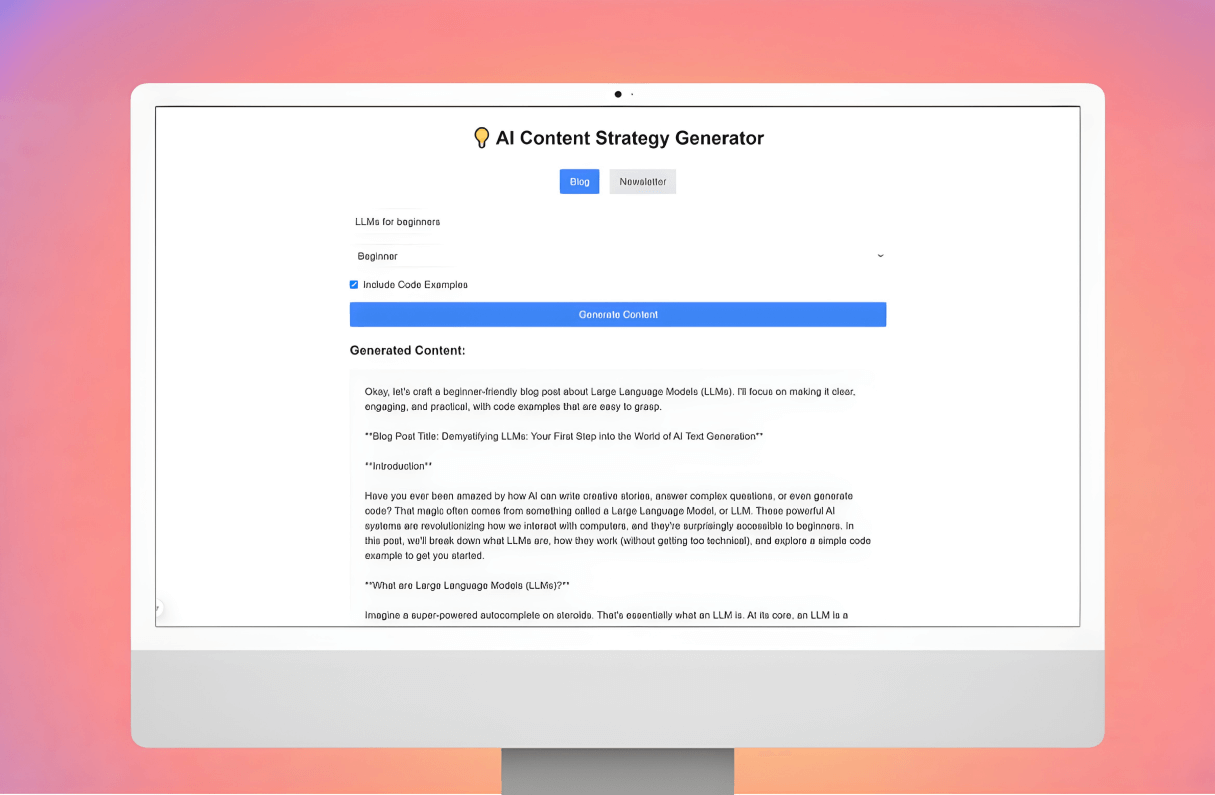 AI Content Strategy Generator
Blog Newsletter
LLMs for beginners
Beginner
Include Code Examples
Generate Content
Generated Content:
Okay, let's craft a beginner-friendly blog post about Large Language Models (LLMs). I'll focus on making it clear,
engaging, and practical, with code examples that are easy to grasp.
**Blog Post Title: Demystifying LLMs: Your First Step into the World of AI Text Generation**
**Introduction**
Have you ever been amazed by how AI can write creative stories, answer complex questions, or even generate
code? That magic often comes from something called a Large Language Model, or LLM. These powerful AI
systems are revolutionizing how we interact with computers, and they're surprisingly accessible to beginners. In
this post, we'll break down what LLMs are, how they work (without getting too technical), and explore a simple code
example to get you started.
**What are Large Language Models (LLMs)?**
Imagine a super-powered autocomplete on steroids. That's essentially what an LLM is. At its core, an LLM is a